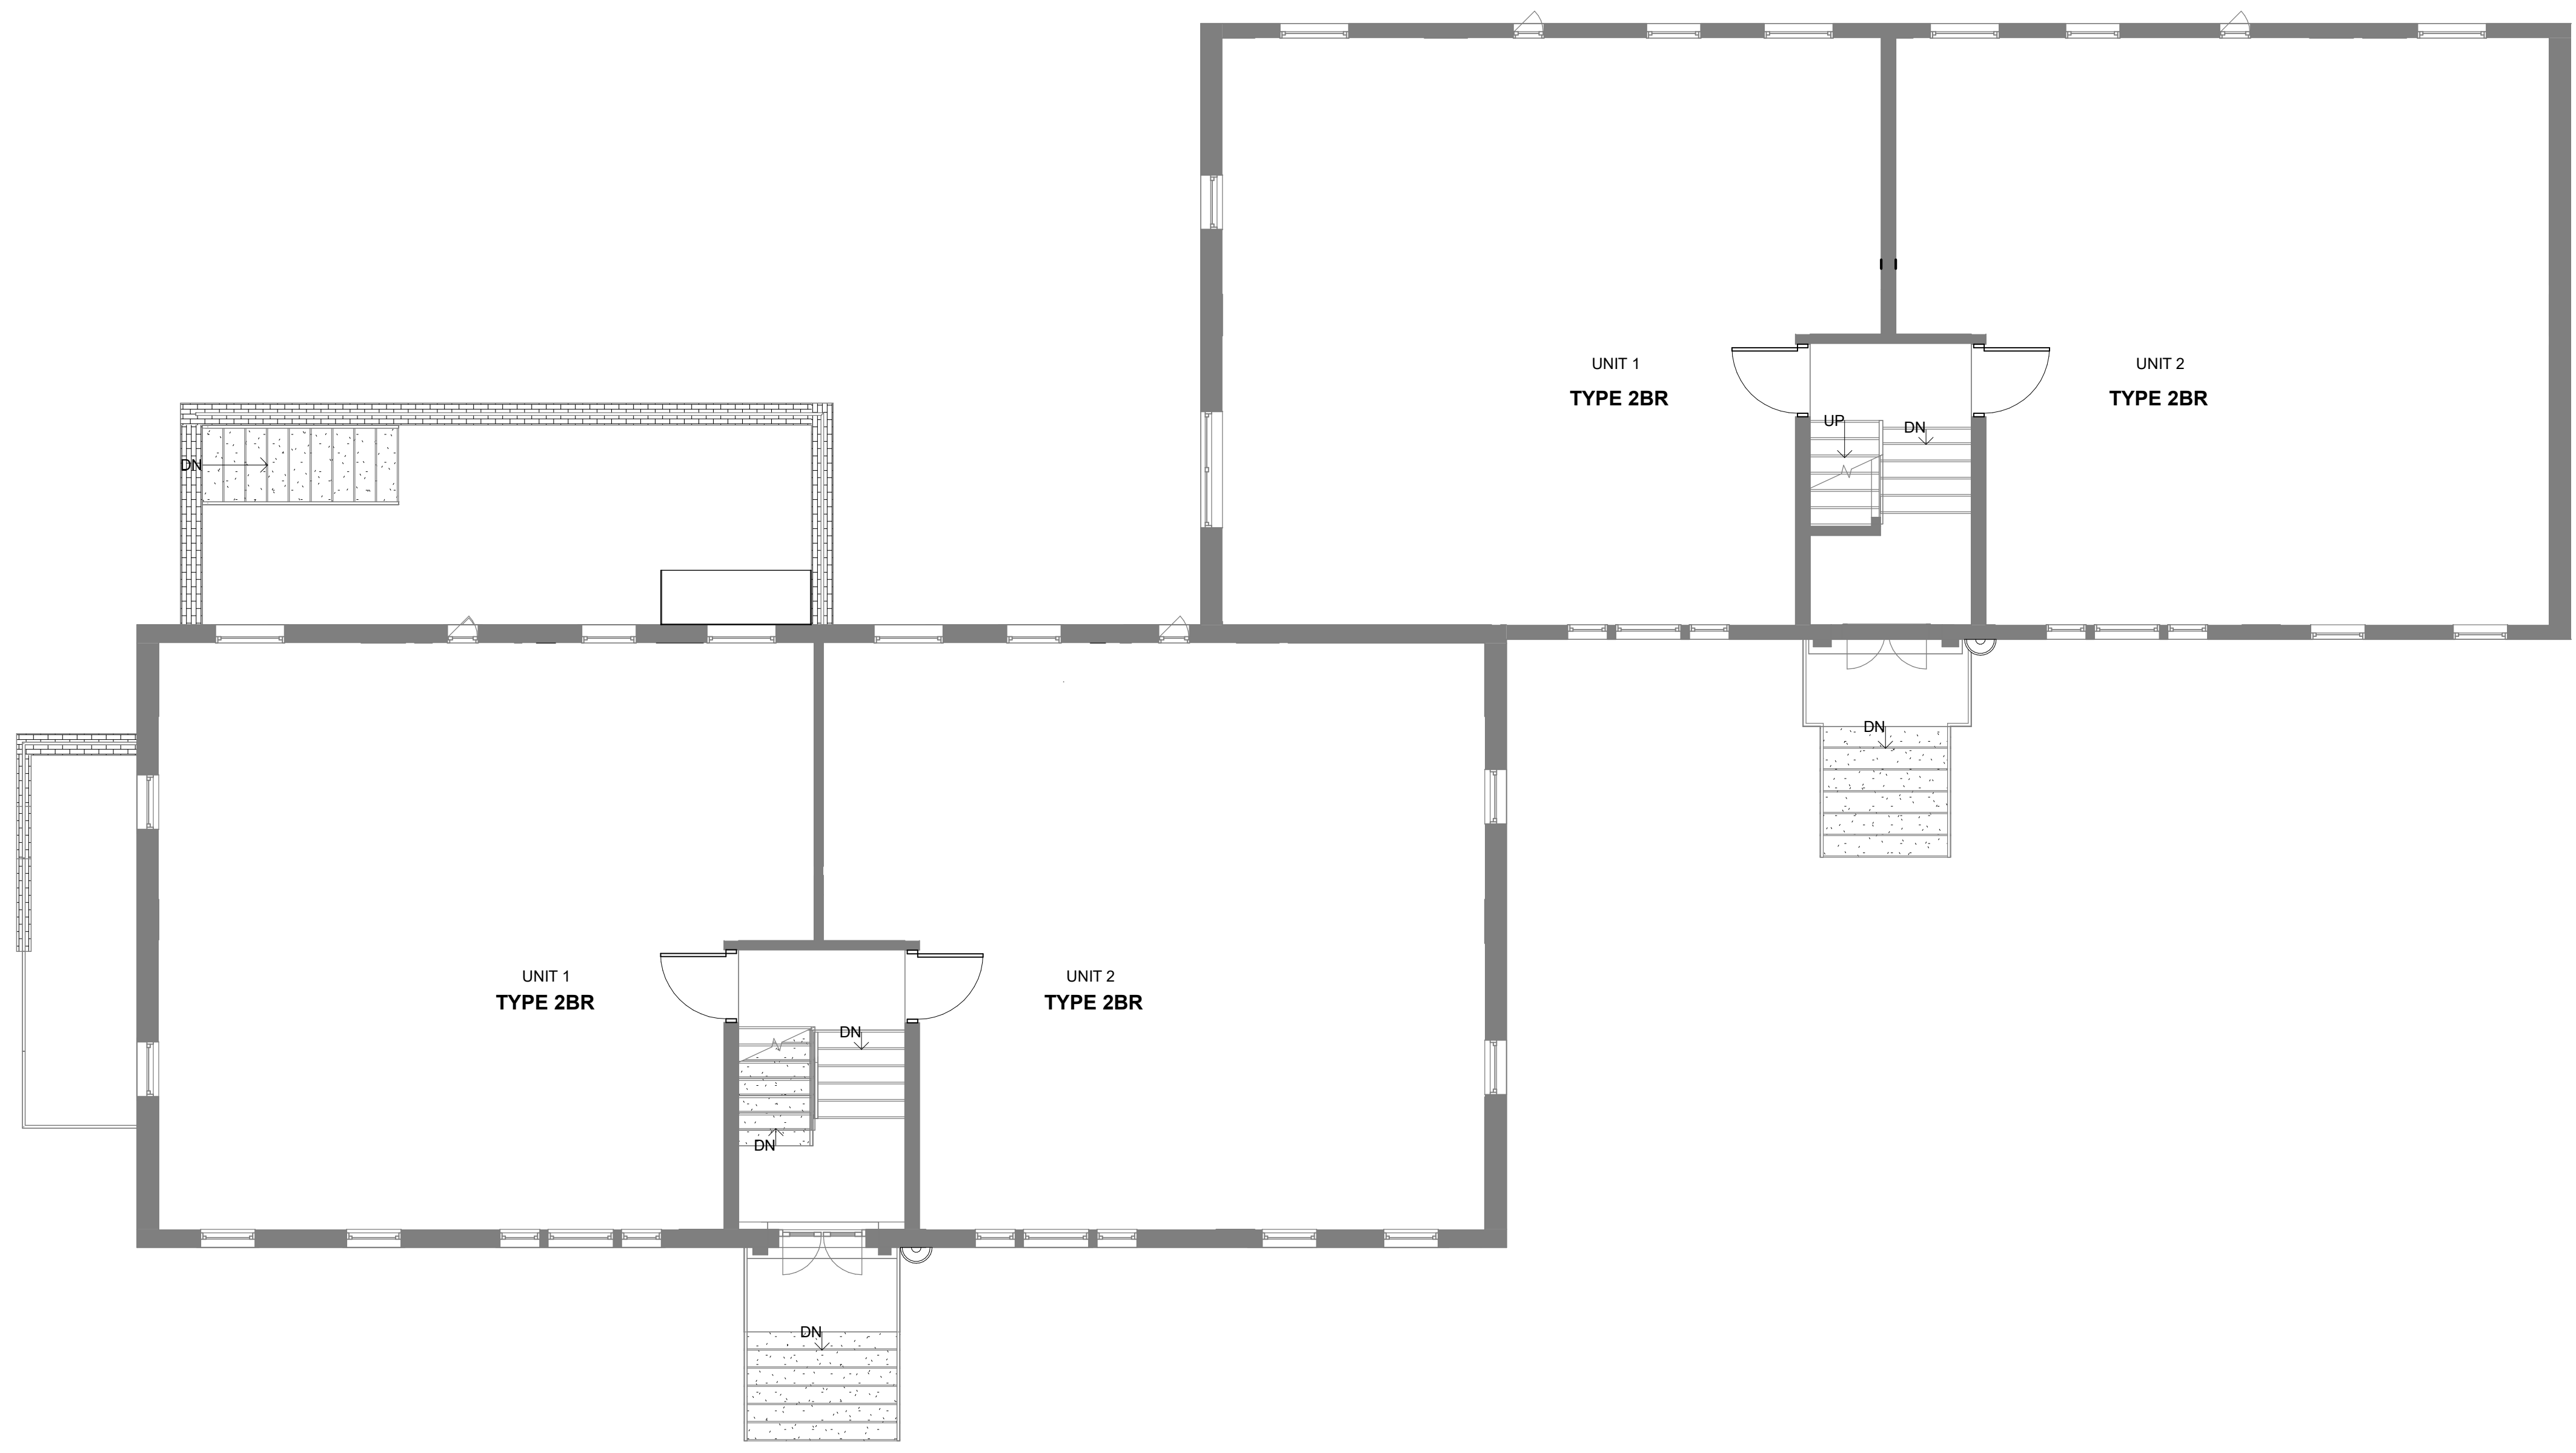 UNIT 1
TYPE 2BR
UNIT 2
TYPE 2BR
UP
DN
DN
DN
UNIT 1
TYPE 2BR
UNIT 2
TYPE 2BR
DN
DN
DN